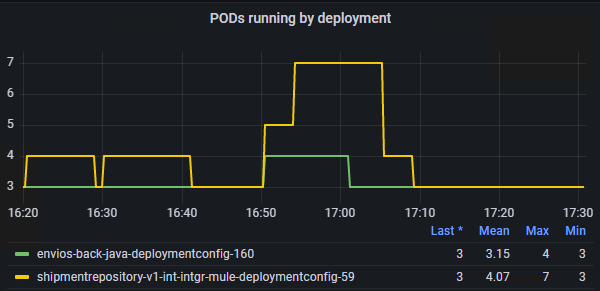 PODs running by deployment
7
6
5
4
3
16:20 16:30 16:40 16:50 17:00 17:10 17:20 17:30
Last * Mean Max Min
envios-back-java-deploymentconfig-160 3 3.15 4 3
shipmentrepository-v1-int-intgr-mule-deploymentconfig-59 3 4.07 7 3